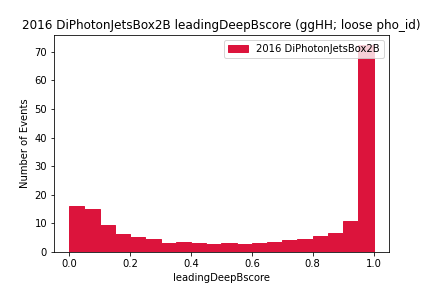 2016 DiPhotonJetsBox2B leadingDeepBscore (ggHH; loose pho_id)
2016 DiPhotonJetsBox2B
Number of Events
70
60
50
40
30
20
10
0
0.0 0.2 0.4 0.6 0.8 1.0
leadingDeepBscore